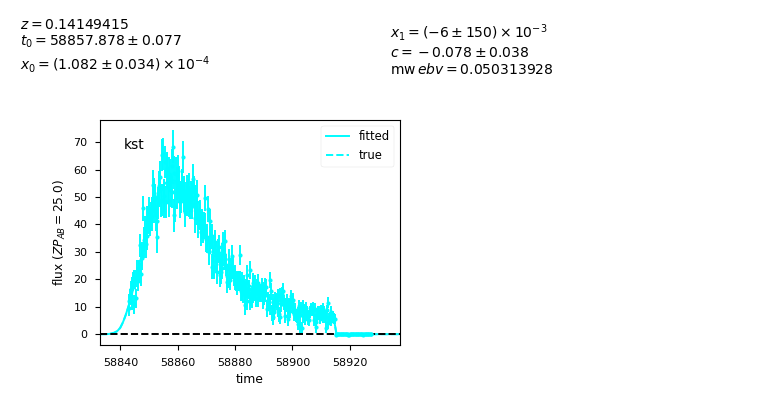 z = 0.14149415
t₀ = 58857.878 ± 0.077
x₀ = (1.082 ± 0.034) × 10⁻⁴
x₁ = (−6 ± 150) × 10⁻³
c = −0.078 ± 0.038
mw ebv = 0.050313928
kst
fitted
true
flux (ZP_AB = 25.0)
70
60
50
40
30
20
10
0
58840 58860 58880 58900 58920
time